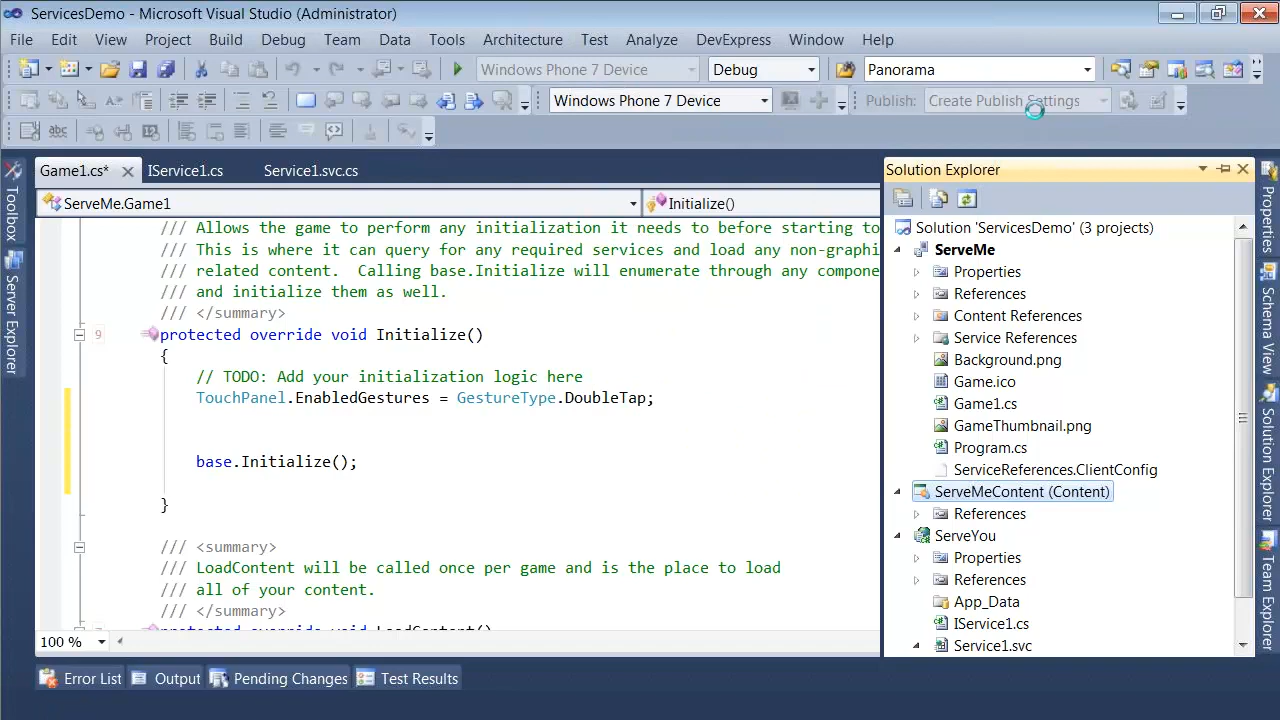 ServicesDemo - Microsoft Visual Studio (Administrator)
File Edit View Project Build Debug Team Data Tools Architecture Test Analyze DevExpress Window Help
Windows Phone 7 Device Debug Panorama
Windows Phone 7 Device Publish: Create Publish Settings
abc
Game1.cs* IService1.cs Service1.svc.cs
ServeMe.Game1 Initialize()
/// Allows the game to perform any initialization it needs to before starting to
/// This is where it can query for any required services and load any non-graphi
/// related content.  Calling base.Initialize will enumerate through any compone
/// and initialize them as well.
/// </summary>
9 protected override void Initialize()
{
// TODO: Add your initialization logic here
TouchPanel.EnabledGestures = GestureType.DoubleTap;
base.Initialize();
}
/// <summary>
/// LoadContent will be called once per game and is the place to load
/// all of your content.
/// </summary>
protected override void LoadContent()
100 %
Error List Output Pending Changes Test Results
Toolbox
Server Explorer
Solution Explorer
Solution 'ServicesDemo' (3 projects)
ServeMe
Properties
References
Content References
Service References
Background.png
Game.ico
Game1.cs
GameThumbnail.png
Program.cs
ServiceReferences.ClientConfig
ServeMeContent (Content)
References
ServeYou
Properties
References
App_Data
IService1.cs
Service1.svc
Properties
Schema View
Solution Explorer
Team Explorer